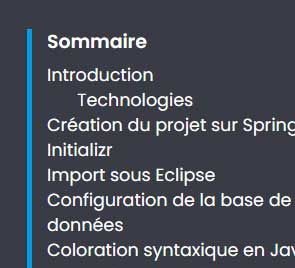 Sommaire
Introduction
Technologies
Création du projet sur Spring
Initializr
Import sous Eclipse
Configuration de la base de
données
Coloration syntaxique en Jav